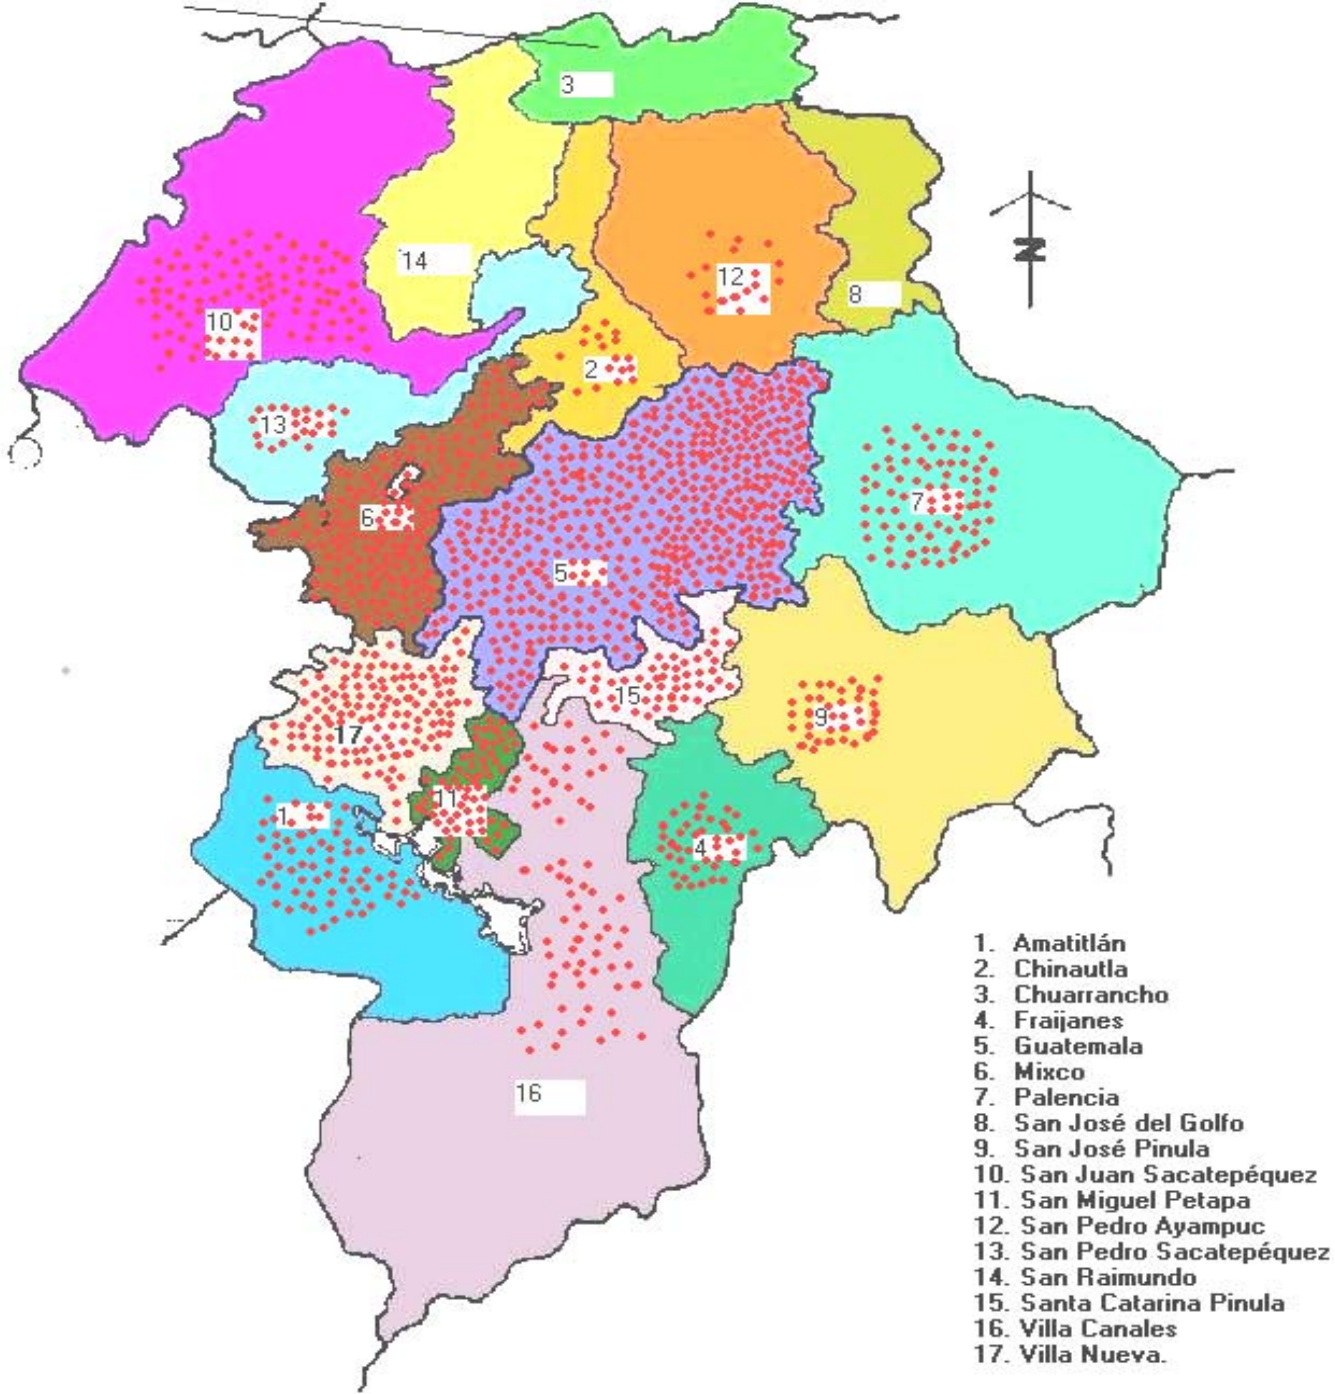 3
14
12
N
8
10
2
13
7
6
5
15
17
9
11
1.
4
16
1. Amatitlán
2. Chinautla
3. Chuarrancho
4. Fraijanes
5. Guatemala
6. Mixco
7. Palencia
8. San José del Golfo
9. San José Pinula
10. San Juan Sacatepéquez
11. San Miguel Petapa
12. San Pedro Ayampuc
13. San Pedro Sacatepéquez
14. San Raimundo
15. Santa Catarina Pinula
16. Villa Canales
17. Villa Nueva.